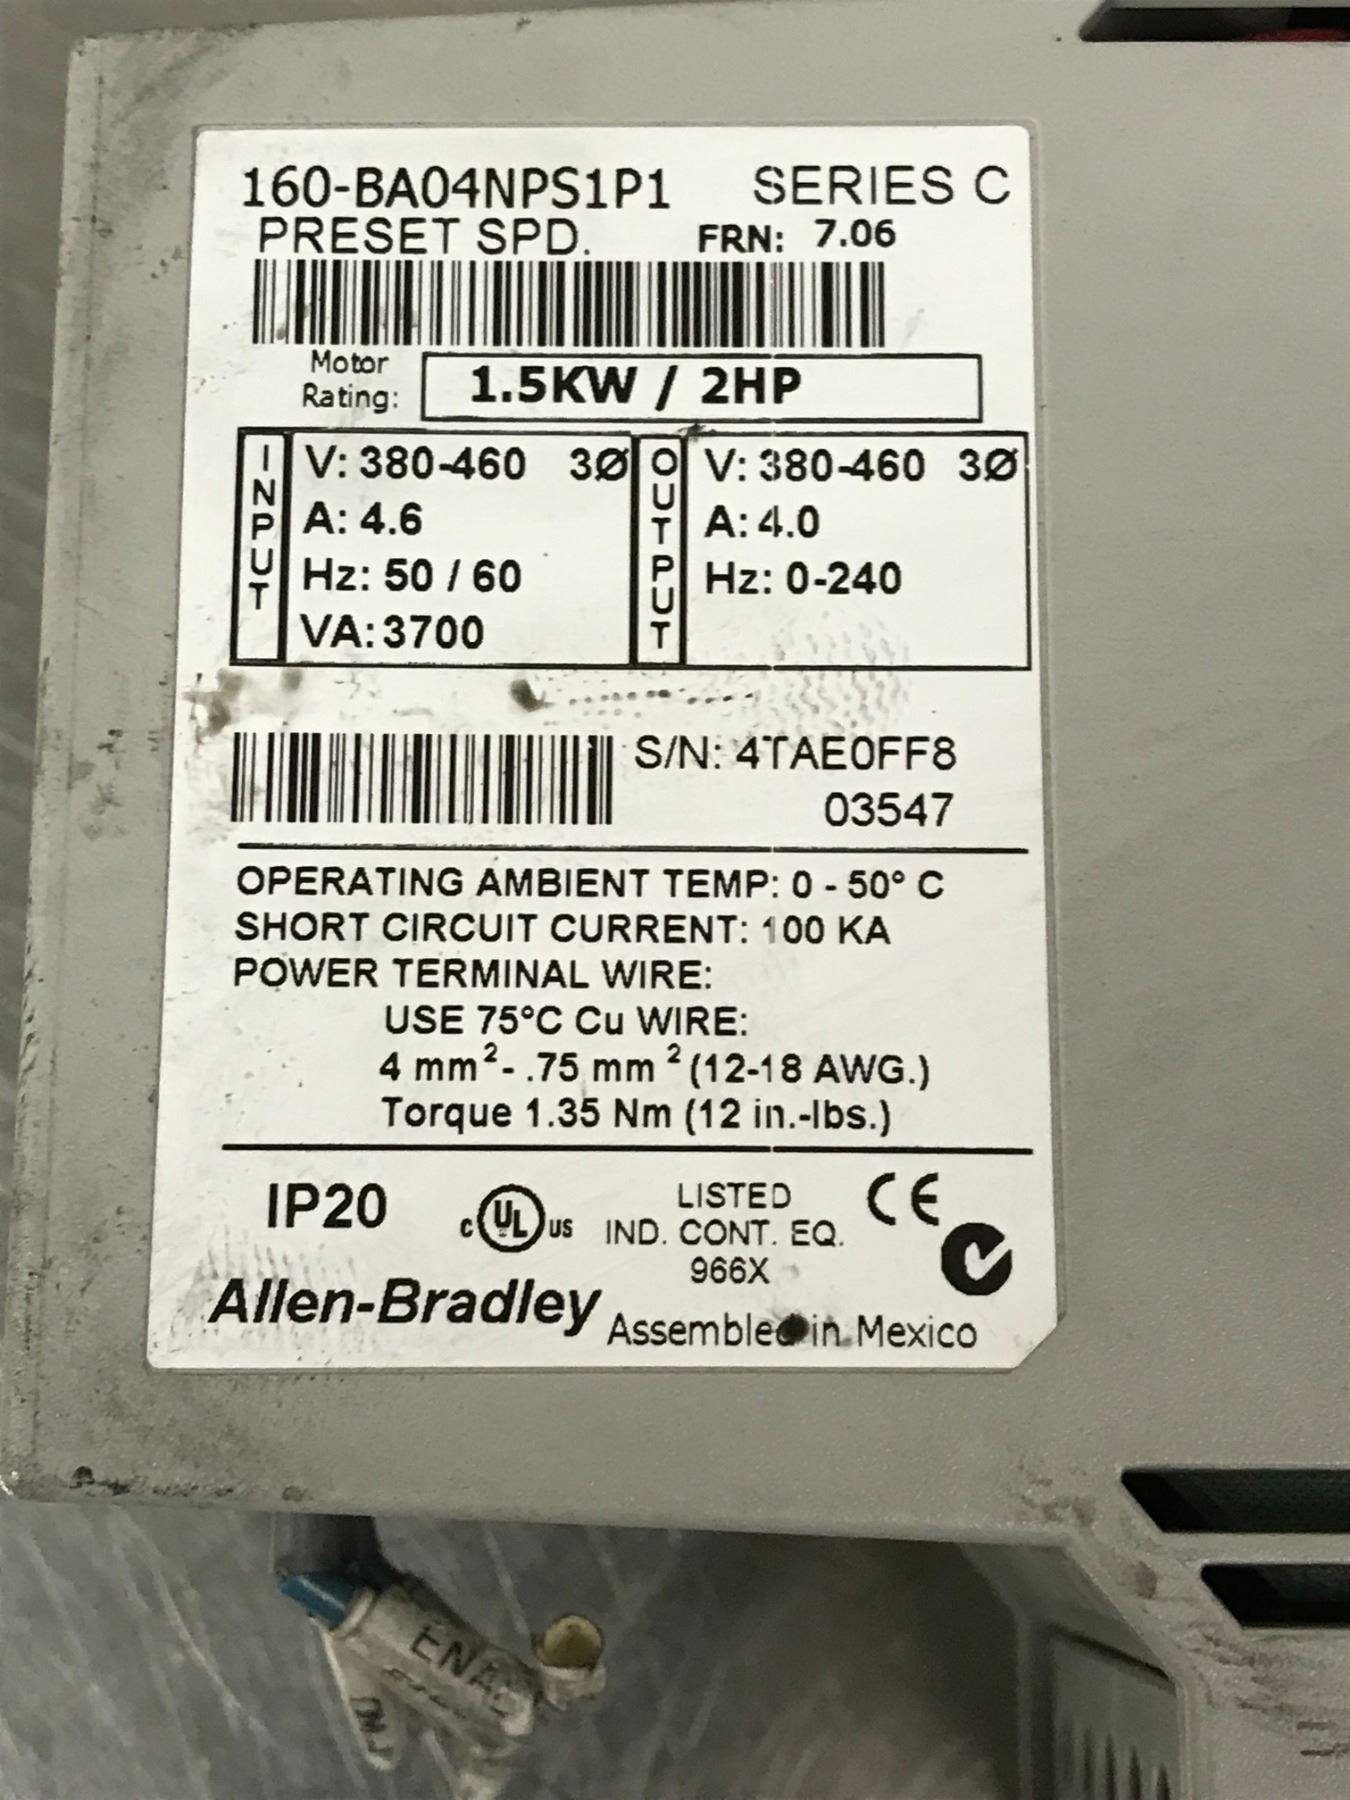 160-BA04NPS1P1 SERIES C
PRESET SPD. FRN: 7.06
Motor
Rating: 1.5KW / 2HP
INPUT
V: 380-460 3Ø
A: 4.6
Hz: 50 / 60
VA: 3700
OUTPUT
V: 380-460 3Ø
A: 4.0
Hz: 0-240
S/N: 4TAE0FF8
03547
OPERATING AMBIENT TEMP: 0 - 50° C
SHORT CIRCUIT CURRENT: 100 KA
POWER TERMINAL WIRE:
USE 75°C Cu WIRE:
4 mm² - .75 mm² (12-18 AWG.)
Torque 1.35 Nm (12 in.-lbs.)
IP20
C UL US
LISTED
IND. CONT. EQ.
966X
CE
Allen-Bradley
Assembled in Mexico